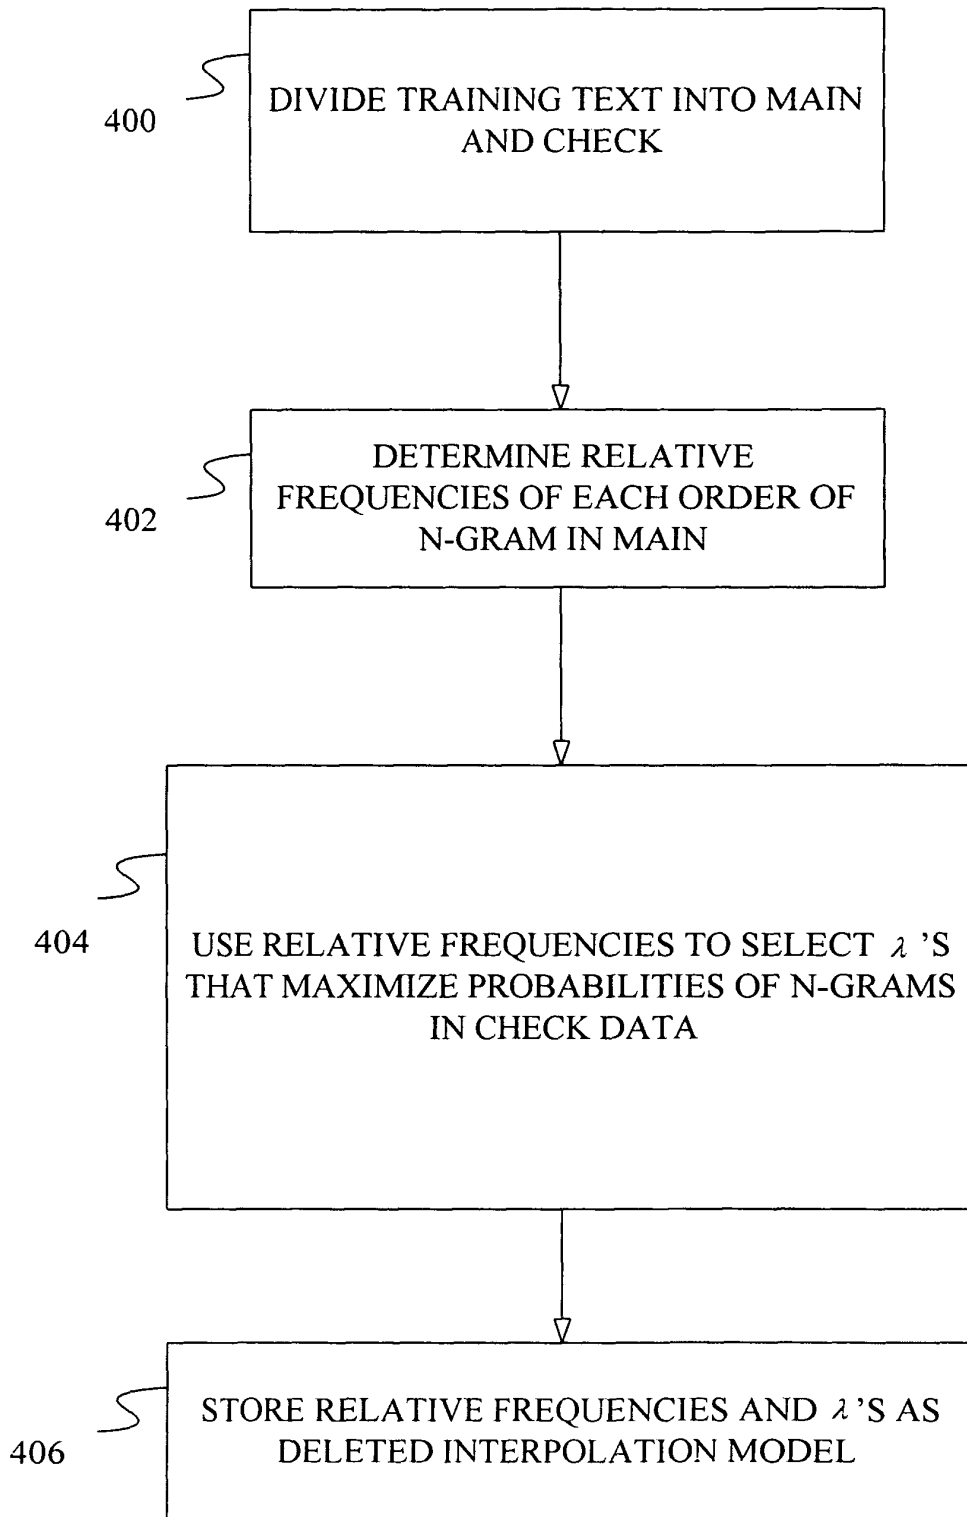 400
DIVIDE TRAINING TEXT INTO MAIN
AND CHECK
402
DETERMINE RELATIVE
FREQUENCIES OF EACH ORDER OF
N-GRAM IN MAIN
404
USE RELATIVE FREQUENCIES TO SELECT λ'S
THAT MAXIMIZE PROBABILITIES OF N-GRAMS
IN CHECK DATA
406
STORE RELATIVE FREQUENCIES AND λ'S AS
DELETED INTERPOLATION MODEL